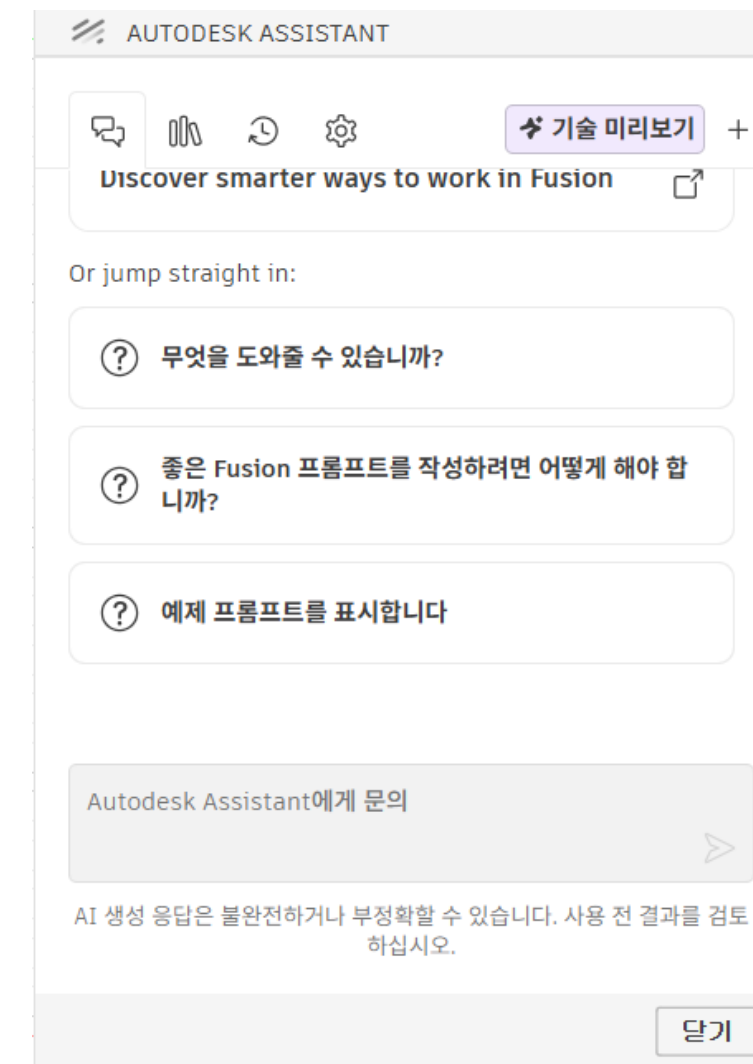 AUTODESK ASSISTANT
기술 미리보기
Discover smarter ways to work in Fusion
Or jump straight in:
무엇을 도와줄 수 있습니까?
좋은 Fusion 프롬프트를 작성하려면 어떻게 해야 합
니까?
예제 프롬프트를 표시합니다
Autodesk Assistant에게 문의
AI 생성 응답은 불완전하거나 부정확할 수 있습니다. 사용 전 결과를 검토
하십시오.
닫기